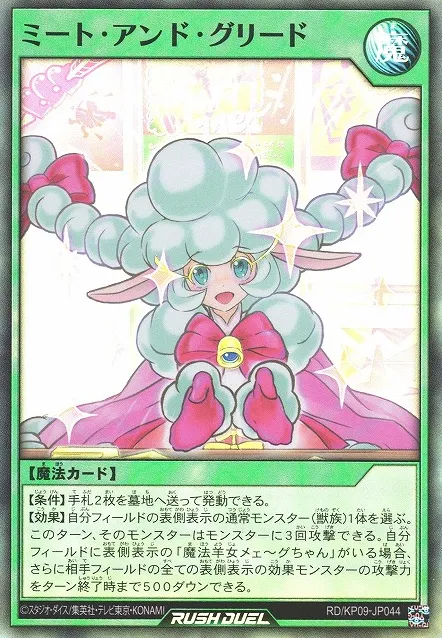 ミート・アンド・グリード
魔
【魔法カード】
【条件】手札2枚を墓地へ送って発動できる。
【効果】自分フィールドの表側表示の通常モンスター(獣族)1体を選ぶ。
このターン、そのモンスターはモンスターに3回攻撃できる。自分
フィールドに表側表示の「魔法羊女メェ~グちゃん」がいる場合、
さらに相手フィールドの全ての表側表示の効果モンスターの攻撃力
をターン終了時まで500ダウンできる。
©スタジオ・ダイス/集英社・テレビ東京・KONAMI
RUSH DUEL
RD/KP09-JP044